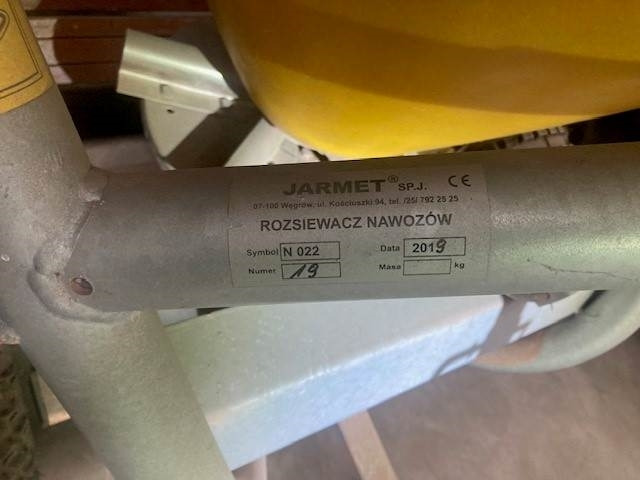 JARMET® SP.J. CE
07-100 Węgrów, ul. Kościuszki 94, tel. /25/ 792 25 25
ROZSIEWACZ NAWOZÓW
Symbol N 022 Data 2019
Numer 19 Masa kg